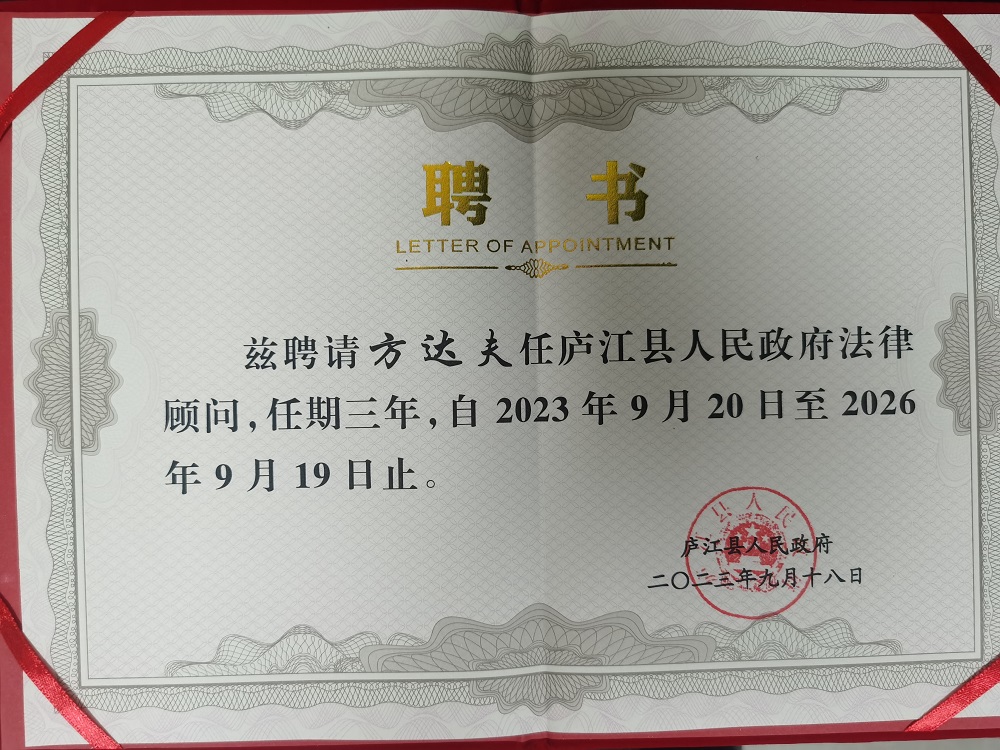 聘 书
LETTER OF APPOINTMENT
兹聘请方达夫任庐江县人民政府法律
顾问,任期三年,自 2023 年 9 月 20 日至 2026
年 9 月 19 日止。
县人民
庐江县人民政府
二〇二三年九月十八日